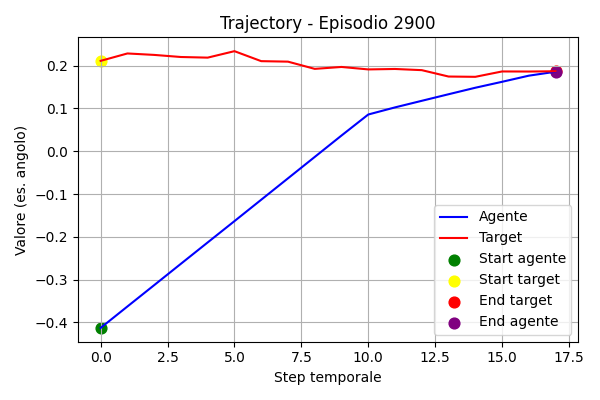 Trajectory - Episodio 2900
Valore (es. angolo)
0.2
0.1
0.0
−0.1
−0.2
−0.3
−0.4
0.0
2.5
5.0
7.5
10.0
12.5
15.0
17.5
Step temporale
Agente
Target
Start agente
Start target
End target
End agente